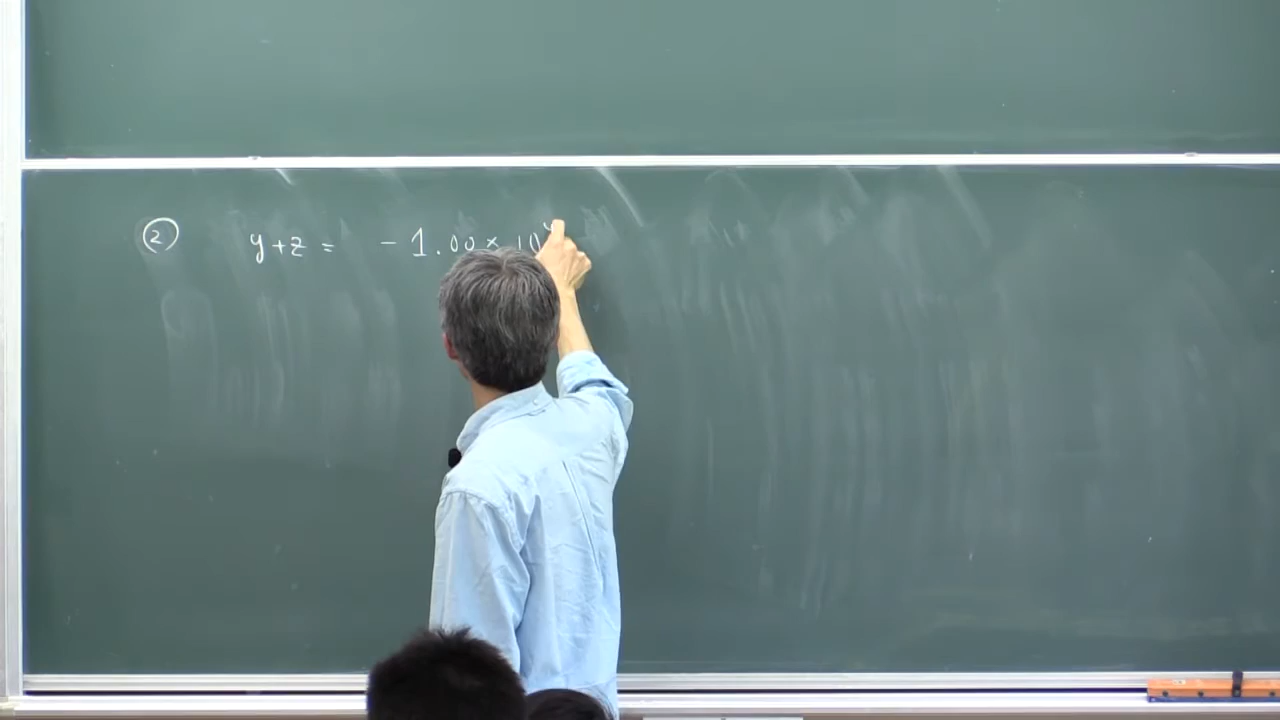 ② y+z = -1.00 × 10